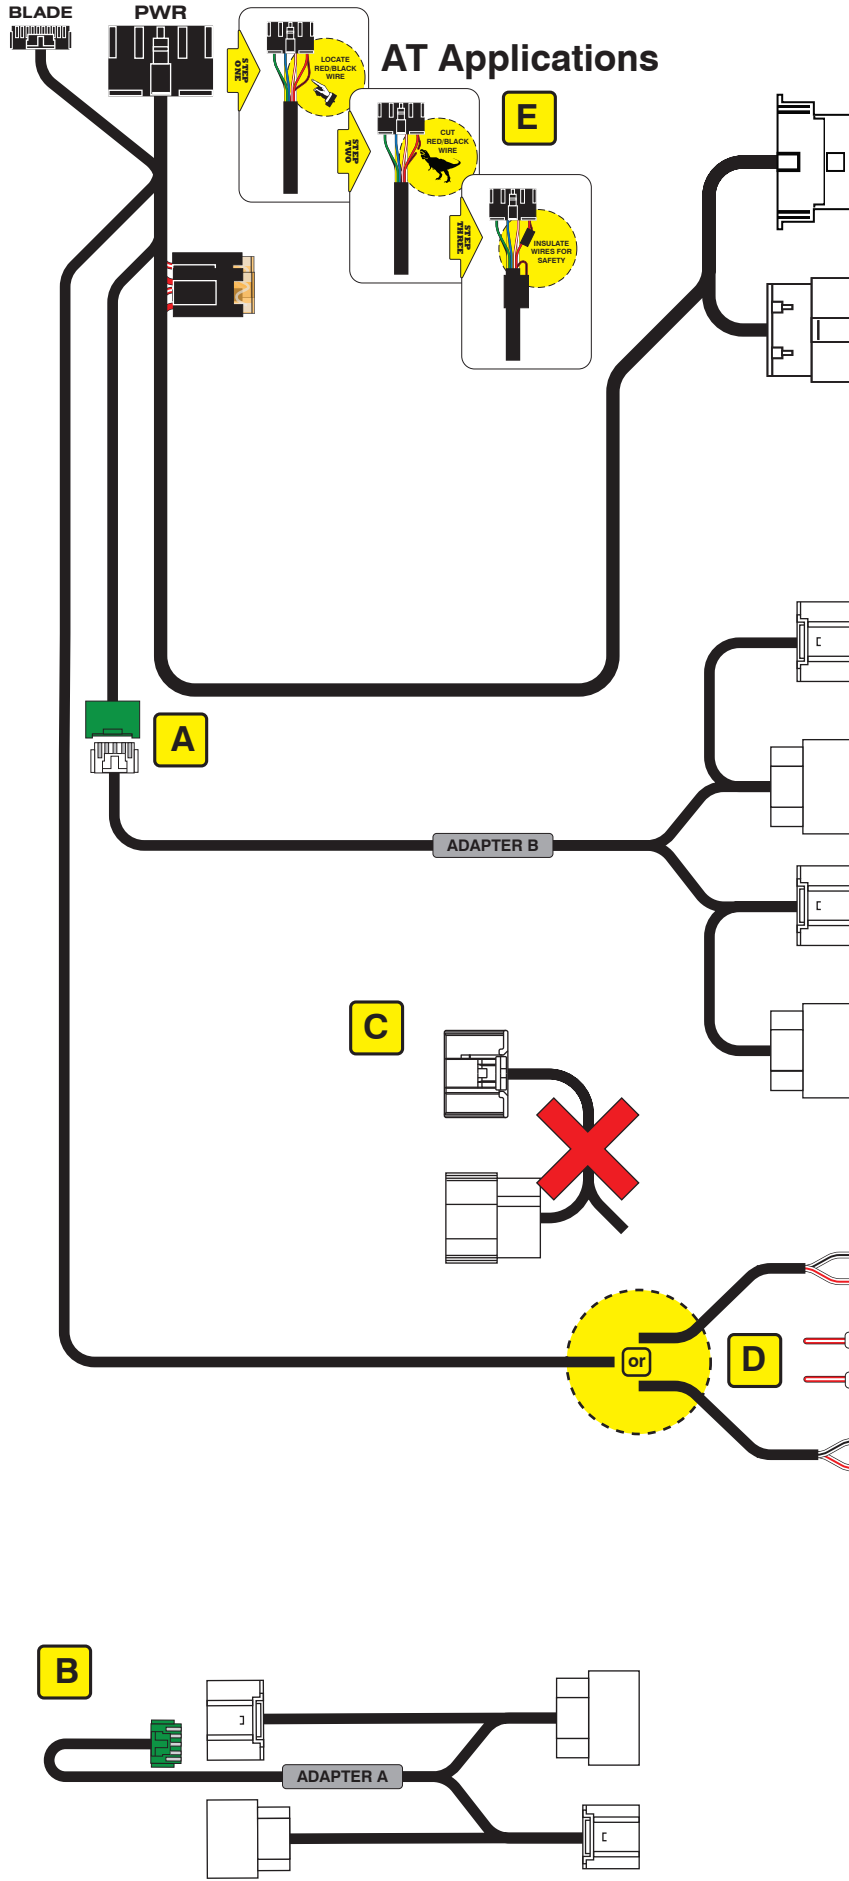 BLADE
PWR
AT Applications
STEP
ONE
LOCATE
RED/BLACK
WIRE
E
STEP
TWO
CUT
RED/BLACK
WIRE
STEP
THREE
INSULATE
WIRES FOR
SAFETY
A
ADAPTER B
C
or
D
B
ADAPTER A